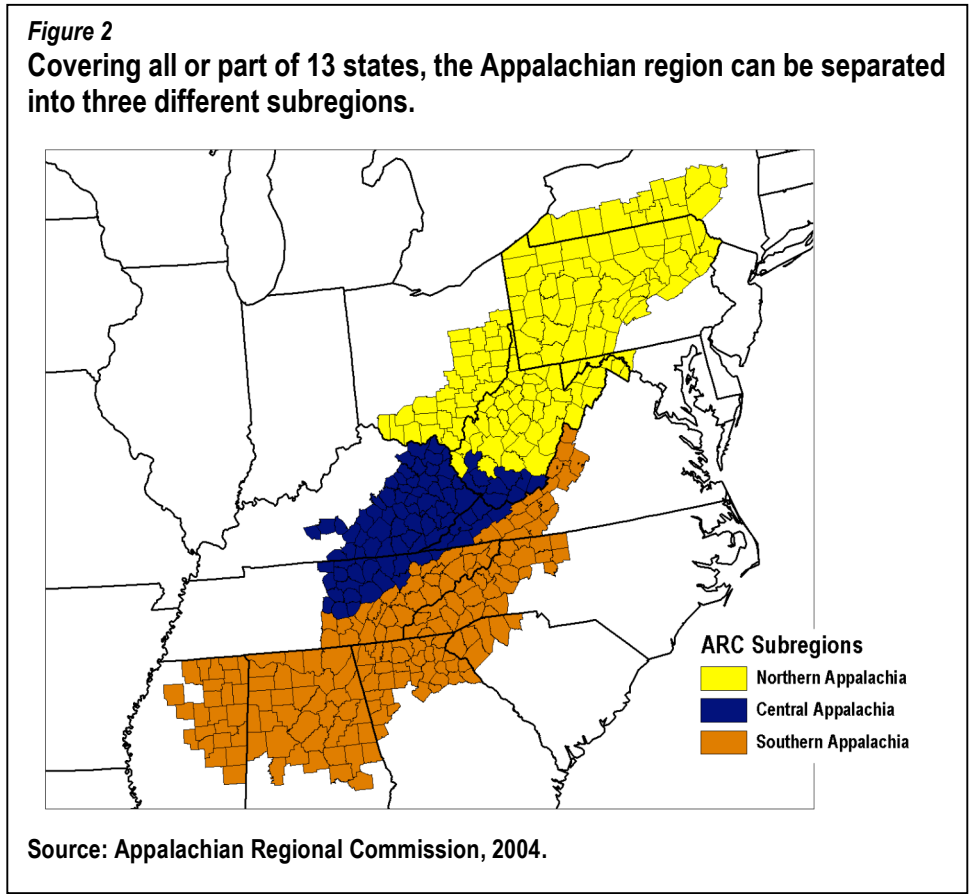 Figure 2
Covering all or part of 13 states, the Appalachian region can be separated
into three different subregions.
ARC Subregions
Northern Appalachia
Central Appalachia
Southern Appalachia
Source: Appalachian Regional Commission, 2004.